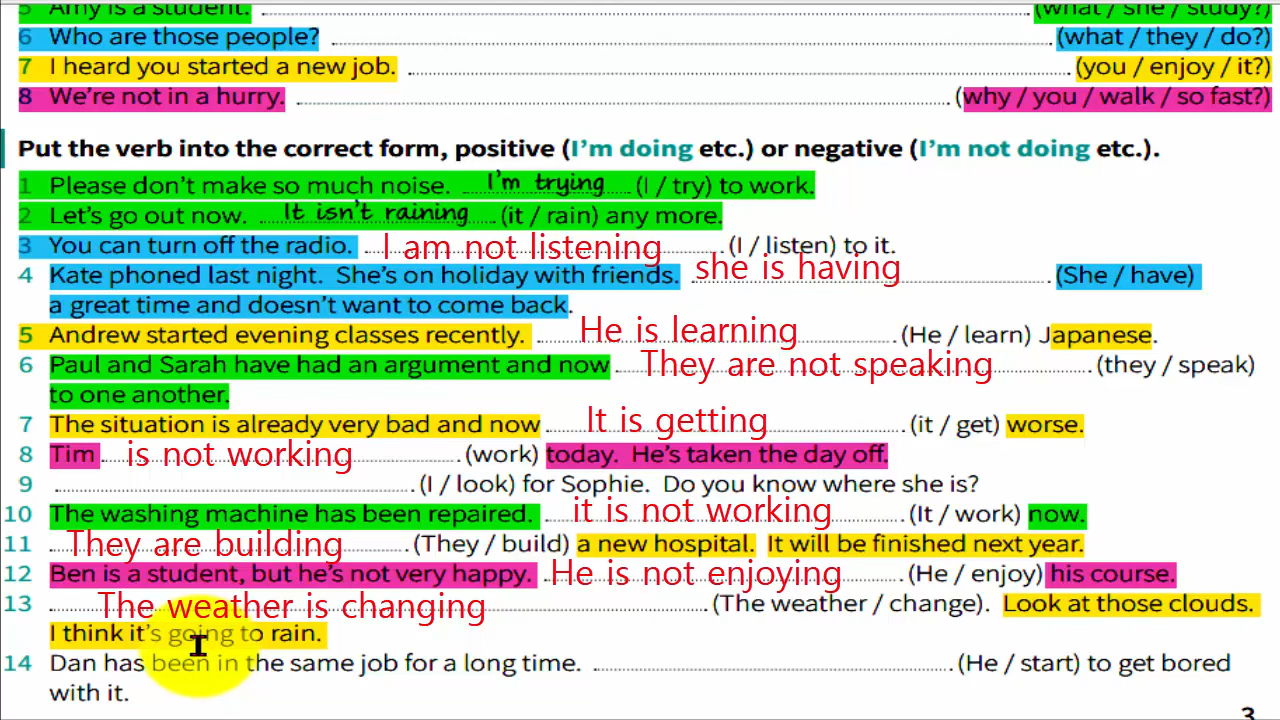 5 Amy is a student. (what / she / study?)
6 Who are those people? (what / they / do?)
7 I heard you started a new job. (you / enjoy / it?)
8 We're not in a hurry. (why / you / walk / so fast?)
Put the verb into the correct form, positive (I'm doing etc.) or negative (I'm not doing etc.).
1 Please don't make so much noise. I'm trying (I / try) to work.
2 Let's go out now. It isn't raining (it / rain) any more.
3 You can turn off the radio. I am not listening (I / listen) to it.
4 Kate phoned last night. She's on holiday with friends. she is having (She / have)
a great time and doesn't want to come back.
5 Andrew started evening classes recently. He is learning (He / learn) Japanese.
6 Paul and Sarah have had an argument and now They are not speaking (they / speak)
to one another.
7 The situation is already very bad and now It is getting (it / get) worse.
8 Tim is not working (work) today. He's taken the day off.
9 (I / look) for Sophie. Do you know where she is?
10 The washing machine has been repaired. it is not working (It / work) now.
11 They are building (They / build) a new hospital. It will be finished next year.
12 Ben is a student, but he's not very happy. He is not enjoying (He / enjoy) his course.
13 The weather is changing (The weather / change). Look at those clouds.
I think it's going to rain.
14 Dan has been in the same job for a long time. (He / start) to get bored
with it.
3